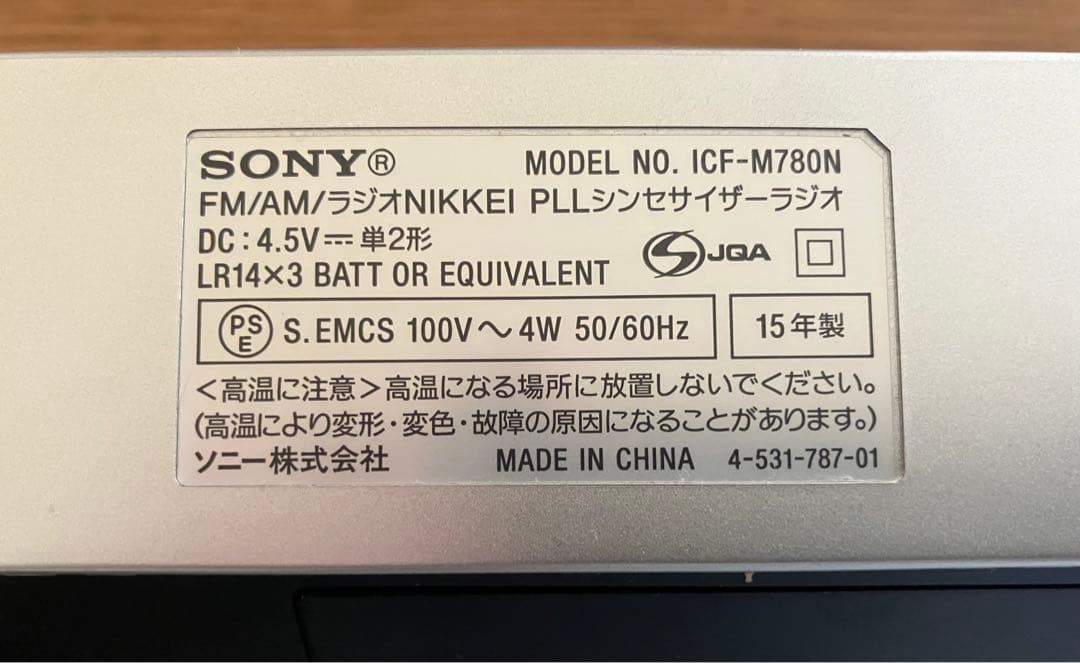 SONY® MODEL NO. ICF-M780N
FM/AM/ラジオNIKKEI PLLシンセサイザーラジオ
DC：4.5V⎓単2形
JQA
LR14×3 BATT OR EQUIVALENT
PSE S.EMCS 100V～4W 50/60Hz 15年製
＜高温に注意＞高温になる場所に放置しないでください。
(高温により変形・変色・故障の原因になることがあります。)
ソニー株式会社 MADE IN CHINA 4-531-787-01